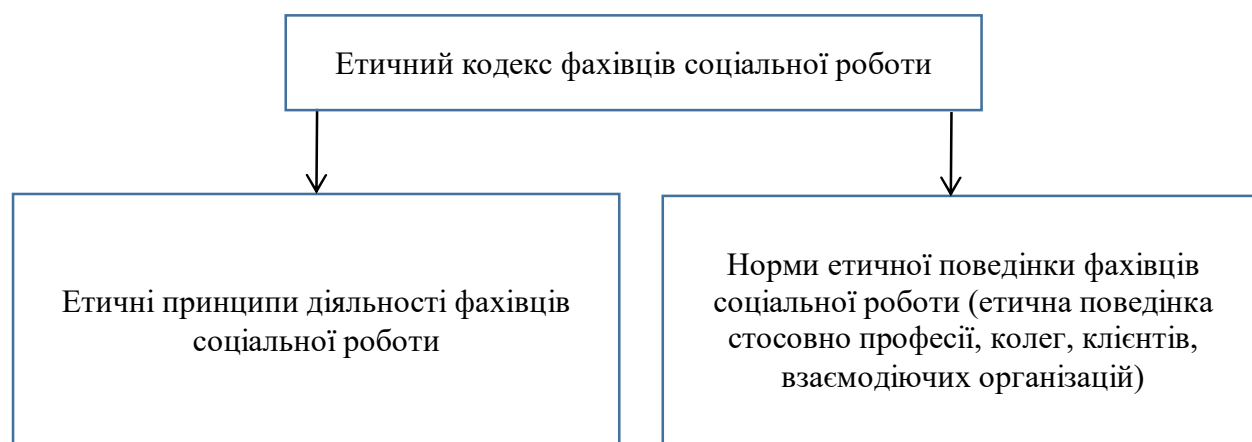 Етичний кодекс фахівців соціальної роботи
Етичні принципи діяльності фахівців
соціальної роботи
Норми етичної поведінки фахівців
соціальної роботи (етична поведінка
стосовно професії, колег, клієнтів,
взаємодіючих організацій)